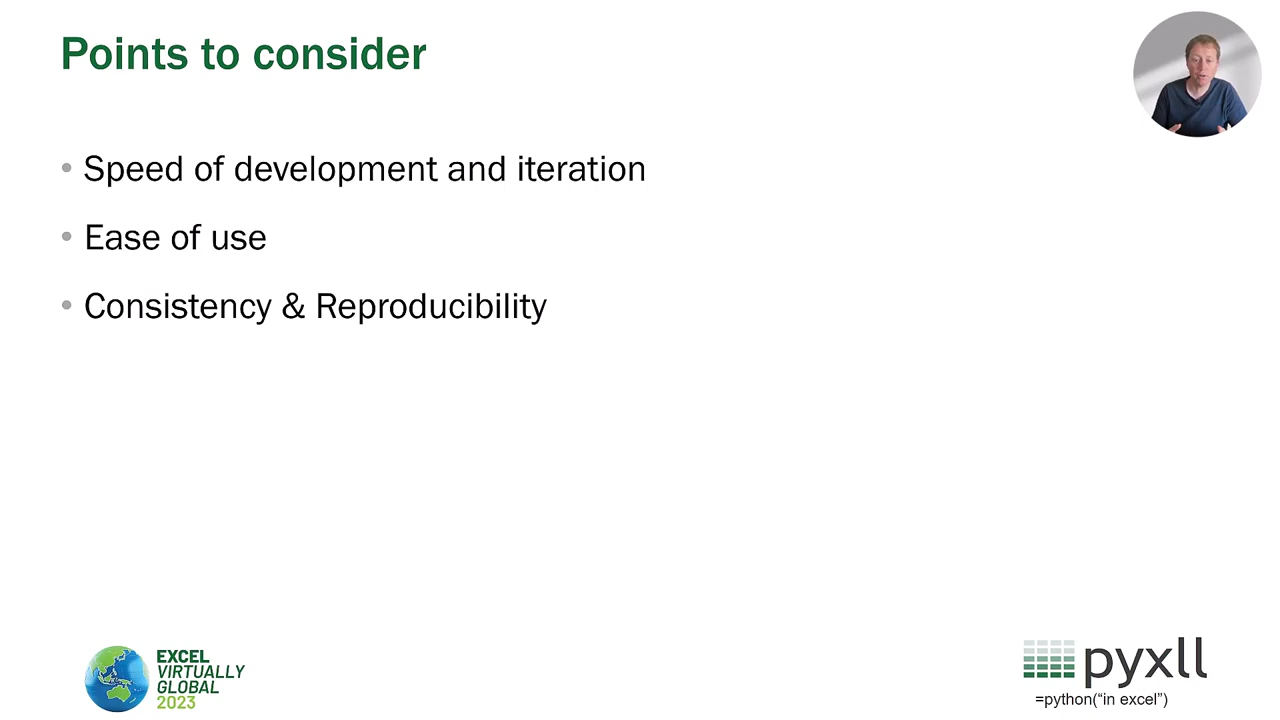 Points to consider
• Speed of development and iteration
• Ease of use
• Consistency & Reproducibility
EXCEL
VIRTUALLY
GLOBAL
2023
pyxll
=python(“in excel”)